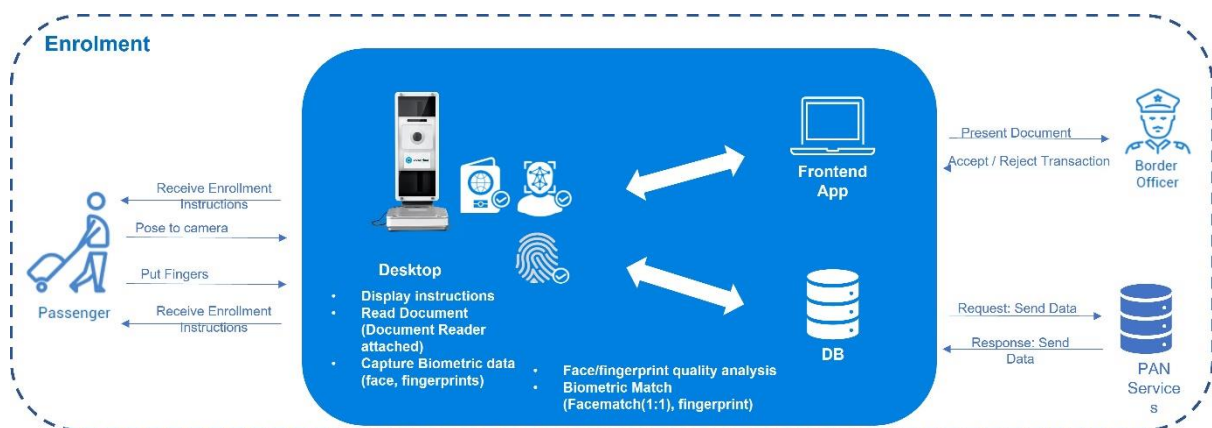 Enrolment
Receive Enrollment
Instructions
Pose to camera
Put Fingers
Passenger
Receive Enrollment
Instructions
Desktop
• Display instructions
• Read Document
(Document Reader
attached)
• Capture Biometric data
(face, fingerprints)
• Face/fingerprint quality analysis
• Biometric Match
(Facematch(1:1), fingerprint)
Frontend
App
DB
Present Document
Accept / Reject Transaction
Border
Officer
Request: Send Data
Response: Send
Data
PAN
Service
s